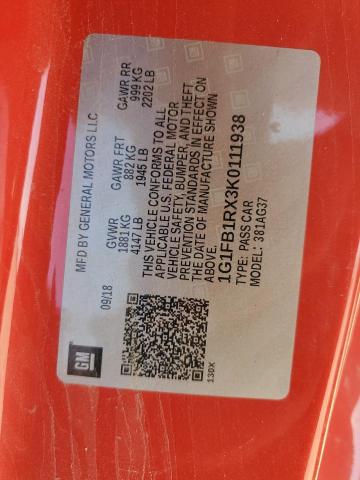 MFD BY GENERAL MOTORS LLC
GM
09/18
GVWR
1881 KG
4147 LB
GAWR FRT
882 KG
1945 LB
GAWR RR
999 KG
2202 LB
THIS VEHICLE CONFORMS TO ALL
APPLICABLE U.S. FEDERAL MOTOR
VEHICLE SAFETY, BUMPER, AND THEFT
PREVENTION STANDARDS IN EFFECT ON
THE DATE OF MANUFACTURE SHOWN
ABOVE.
1G1FB1RX3K0111938
TYPE: PASS CAR
MODEL: 381AG37
13DX